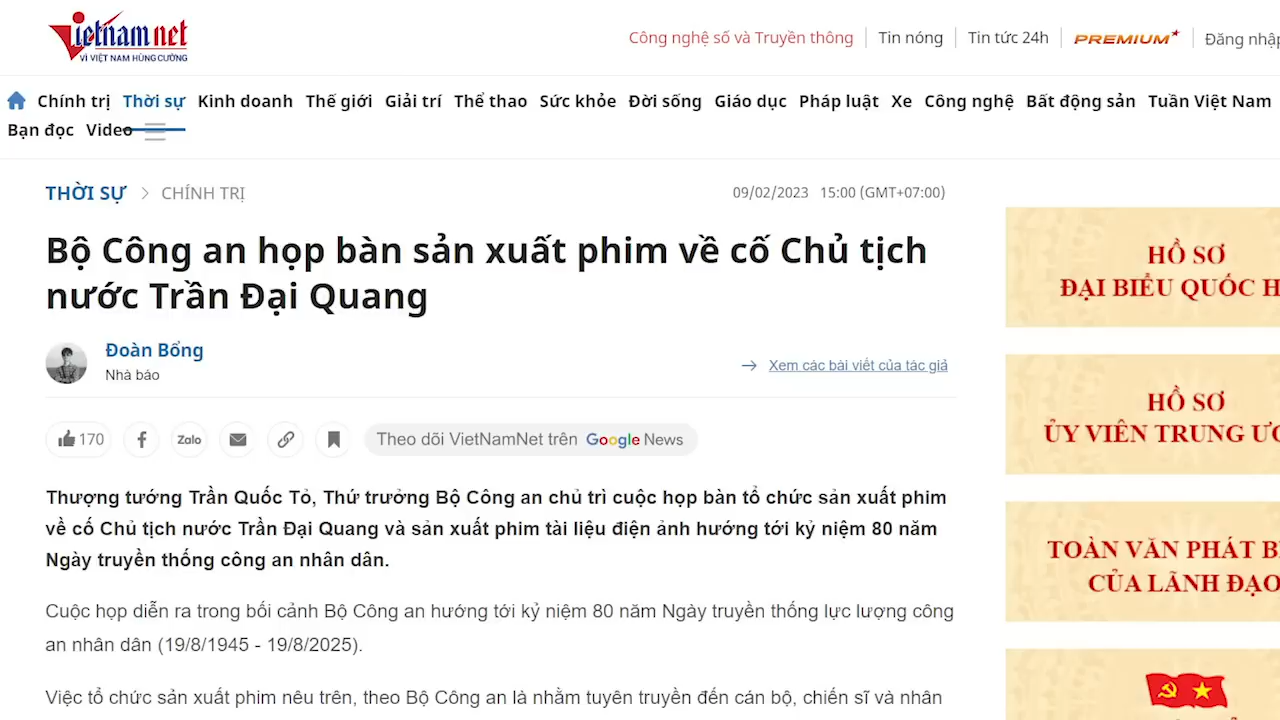 Vietnamnet
VÌ VIỆT NAM HÙNG CƯỜNG
Công nghệ số và Truyền thông
Tin nóng
Tin tức 24h
PREMIUM
Đăng nhập
Chính trị Thời sự Kinh doanh Thế giới Giải trí Thể thao Sức khỏe Đời sống Giáo dục Pháp luật Xe Công nghệ Bất động sản Tuần Việt Nam
Bạn đọc Video
THỜI SỰ > CHÍNH TRỊ
09/02/2023 15:00 (GMT+07:00)
Bộ Công an họp bàn sản xuất phim về cố Chủ tịch
nước Trần Đại Quang
Đoàn Bổng
Nhà báo
Xem các bài viết của tác giả
170
Zalo
Theo dõi VietNamNet trên Google News
Thượng tướng Trần Quốc Tỏ, Thứ trưởng Bộ Công an chủ trì cuộc họp bàn tổ chức sản xuất phim
về cố Chủ tịch nước Trần Đại Quang và sản xuất phim tài liệu điện ảnh hướng tới kỷ niệm 80 năm
Ngày truyền thống công an nhân dân.
Cuộc họp diễn ra trong bối cảnh Bộ Công an hướng tới kỷ niệm 80 năm Ngày truyền thống lực lượng công
an nhân dân (19/8/1945 - 19/8/2025).
Việc tổ chức sản xuất phim nêu trên, theo Bộ Công an là nhằm tuyên truyền đến cán bộ, chiến sĩ và nhân
HỒ SƠ
ĐẠI BIỂU QUỐC H
HỒ SƠ
ỦY VIÊN TRUNG ƯƠ
TOÀN VĂN PHÁT BI
CỦA LÃNH ĐẠO